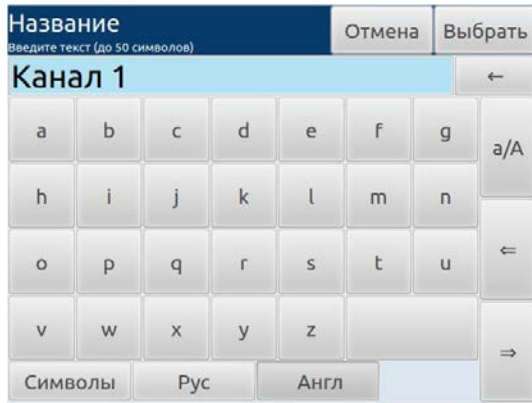 Название
Отмена
Выбрать
Введите текст (до 50 символов)
Канал 1
←
a b c d e f g
a/A
h i j k l m n
o p q r s t u
⇐
v w x y z
⇒
Символы Рус Англ